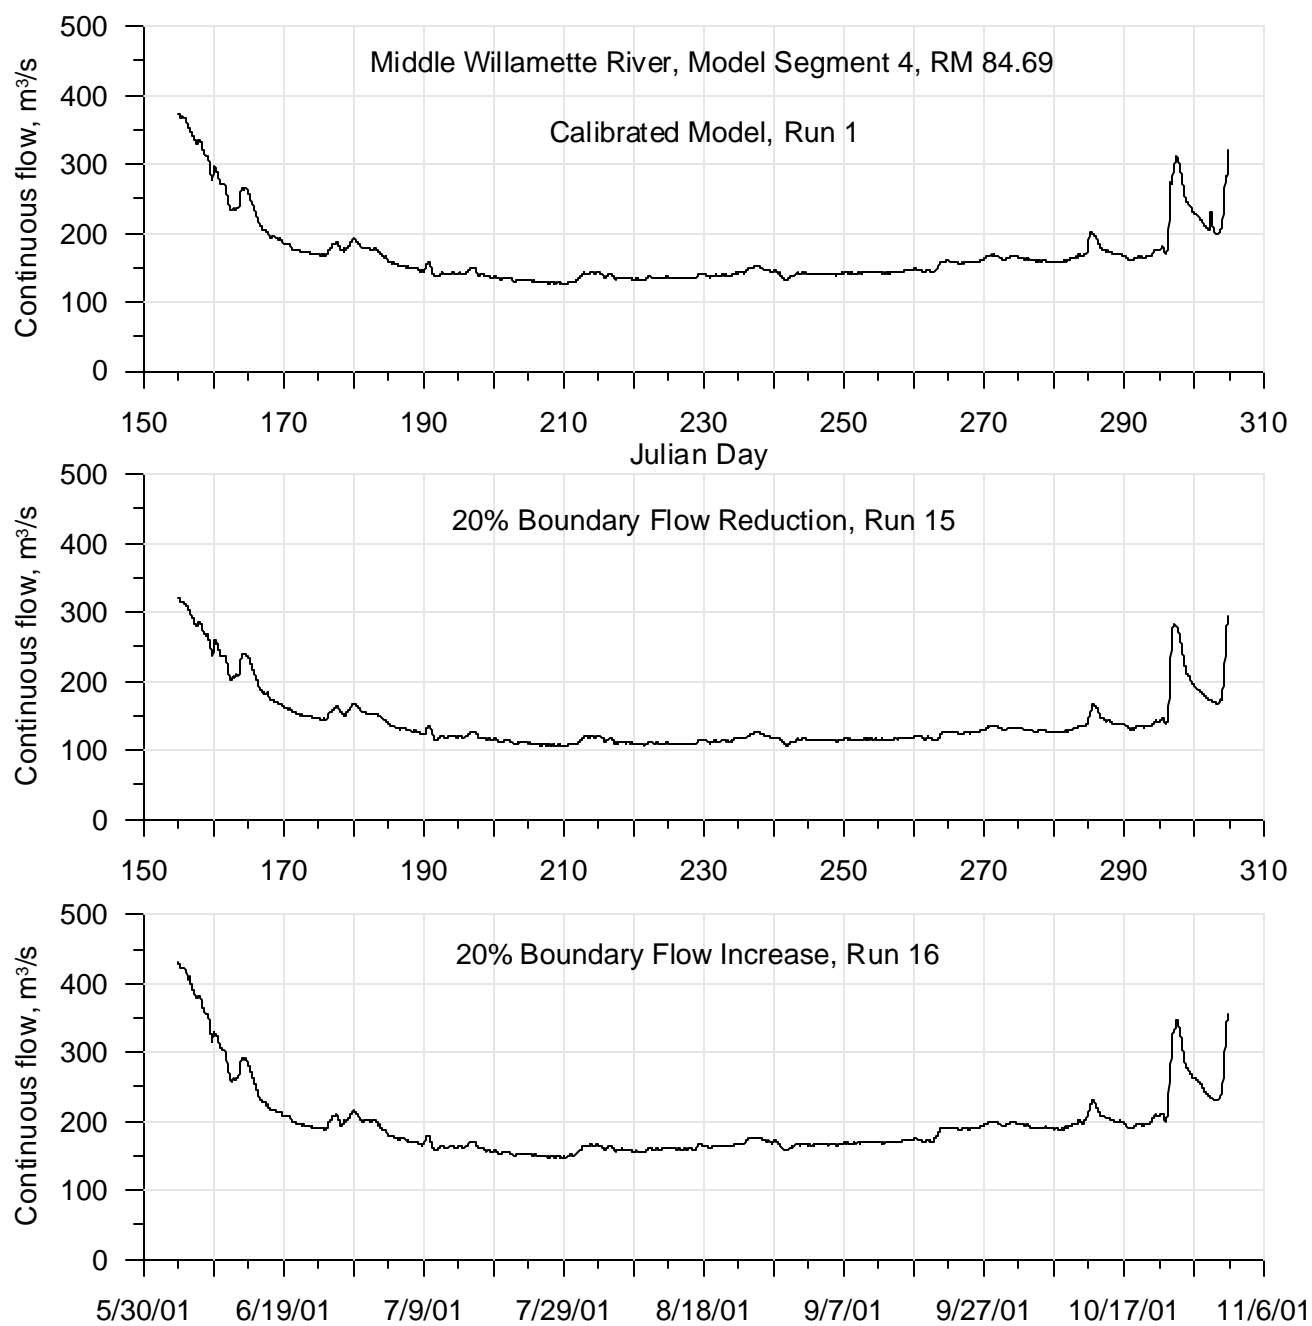 500
Middle Willamette River, Model Segment 4, RM 84.69
400
Calibrated Model, Run 1
300
200
100
0
Continuous flow, m³/s
150 170 190 210 230 250 270 290 310
Julian Day
500
20% Boundary Flow Reduction, Run 15
400
300
200
100
0
Continuous flow, m³/s
150 170 190 210 230 250 270 290 310
500
20% Boundary Flow Increase, Run 16
400
300
200
100
0
Continuous flow, m³/s
5/30/01 6/19/01 7/9/01 7/29/01 8/18/01 9/7/01 9/27/01 10/17/01 11/6/01